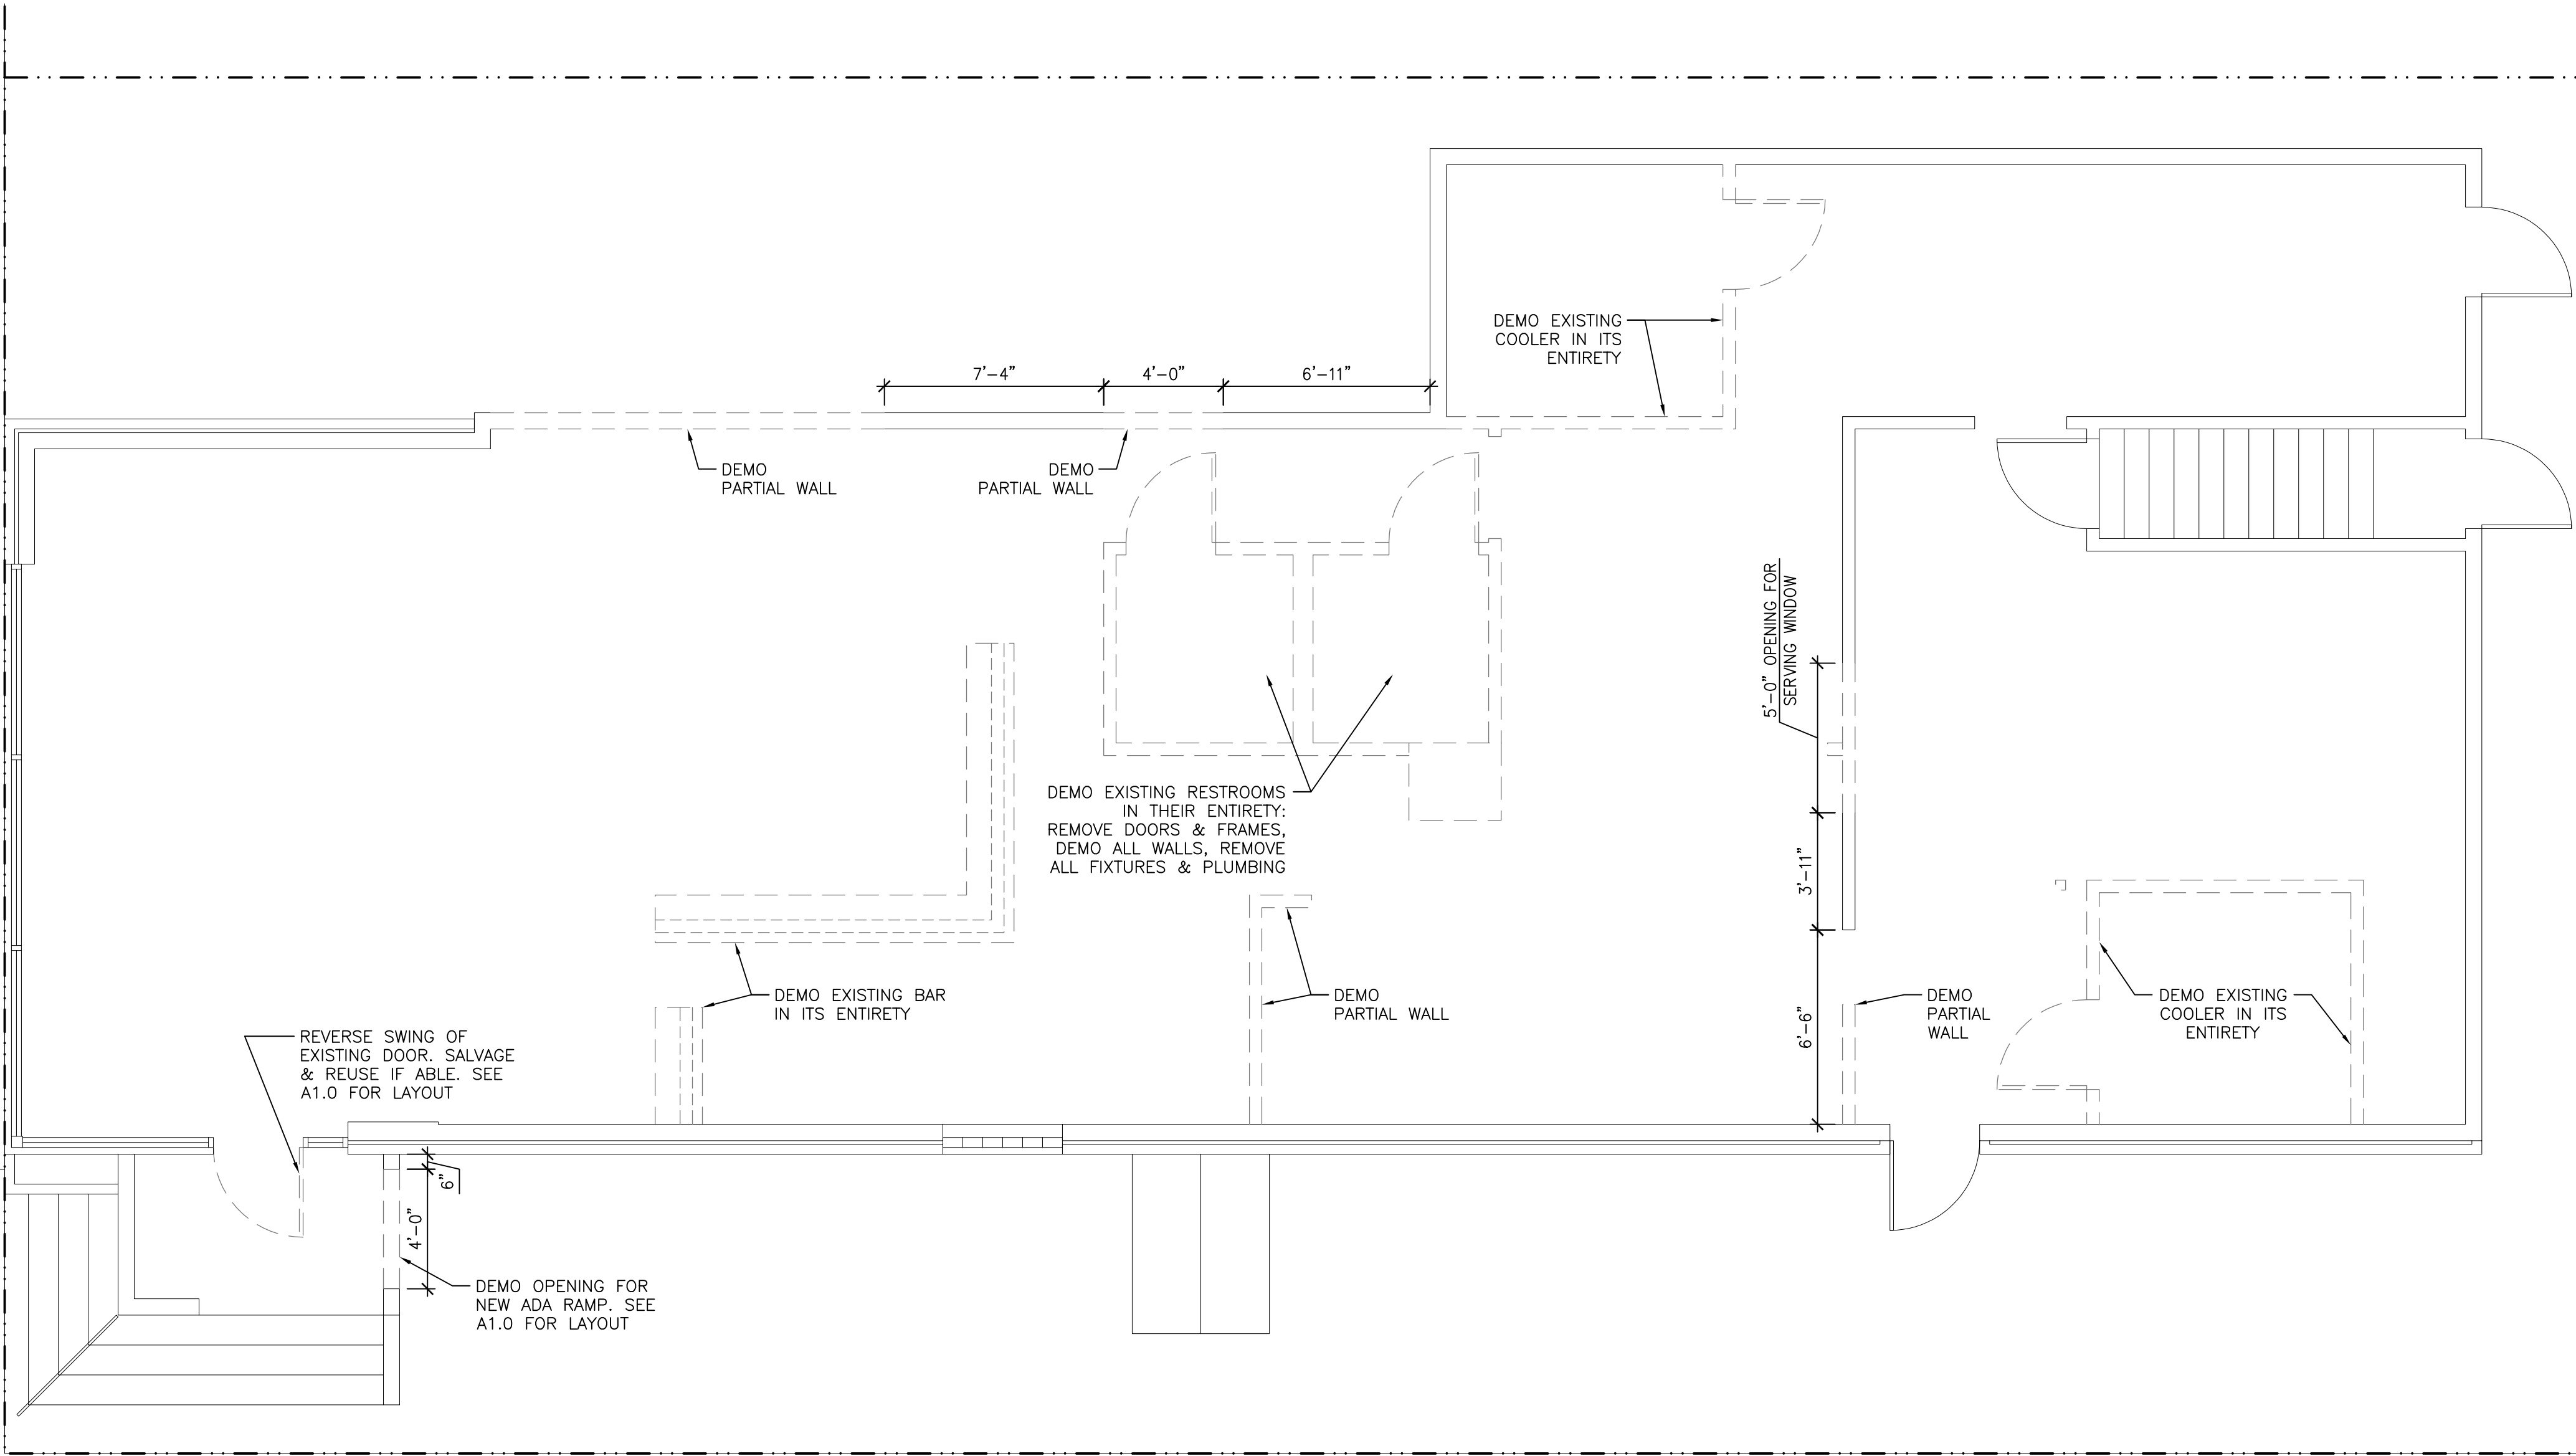 DEMO EXISTING
COOLER IN ITS
ENTIRETY
7'-4"
4'-0"
6'-11"
DEMO
PARTIAL WALL
DEMO
PARTIAL WALL
5'-0" OPENING FOR
SERVING WINDOW
DEMO EXISTING RESTROOMS
IN THEIR ENTIRETY:
REMOVE DOORS & FRAMES,
DEMO ALL WALLS, REMOVE
ALL FIXTURES & PLUMBING
3'-11"
DEMO EXISTING BAR
IN ITS ENTIRETY
DEMO
PARTIAL WALL
6'-6"
DEMO
PARTIAL
WALL
DEMO EXISTING
COOLER IN ITS
ENTIRETY
REVERSE SWING OF
EXISTING DOOR. SALVAGE
& REUSE IF ABLE. SEE
A1.0 FOR LAYOUT
6"
4'-0"
DEMO OPENING FOR
NEW ADA RAMP. SEE
A1.0 FOR LAYOUT